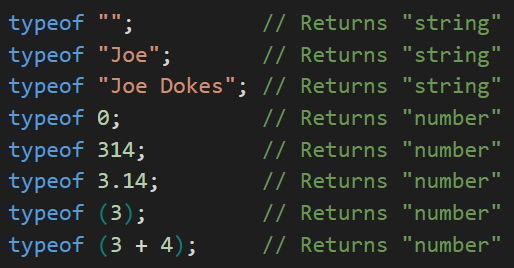 typeof "";          // Returns "string"
typeof "Joe";       // Returns "string"
typeof "Joe Dokes"; // Returns "string"
typeof 0;           // Returns "number"
typeof 314;         // Returns "number"
typeof 3.14;        // Returns "number"
typeof (3);         // Returns "number"
typeof (3 + 4);     // Returns "number"